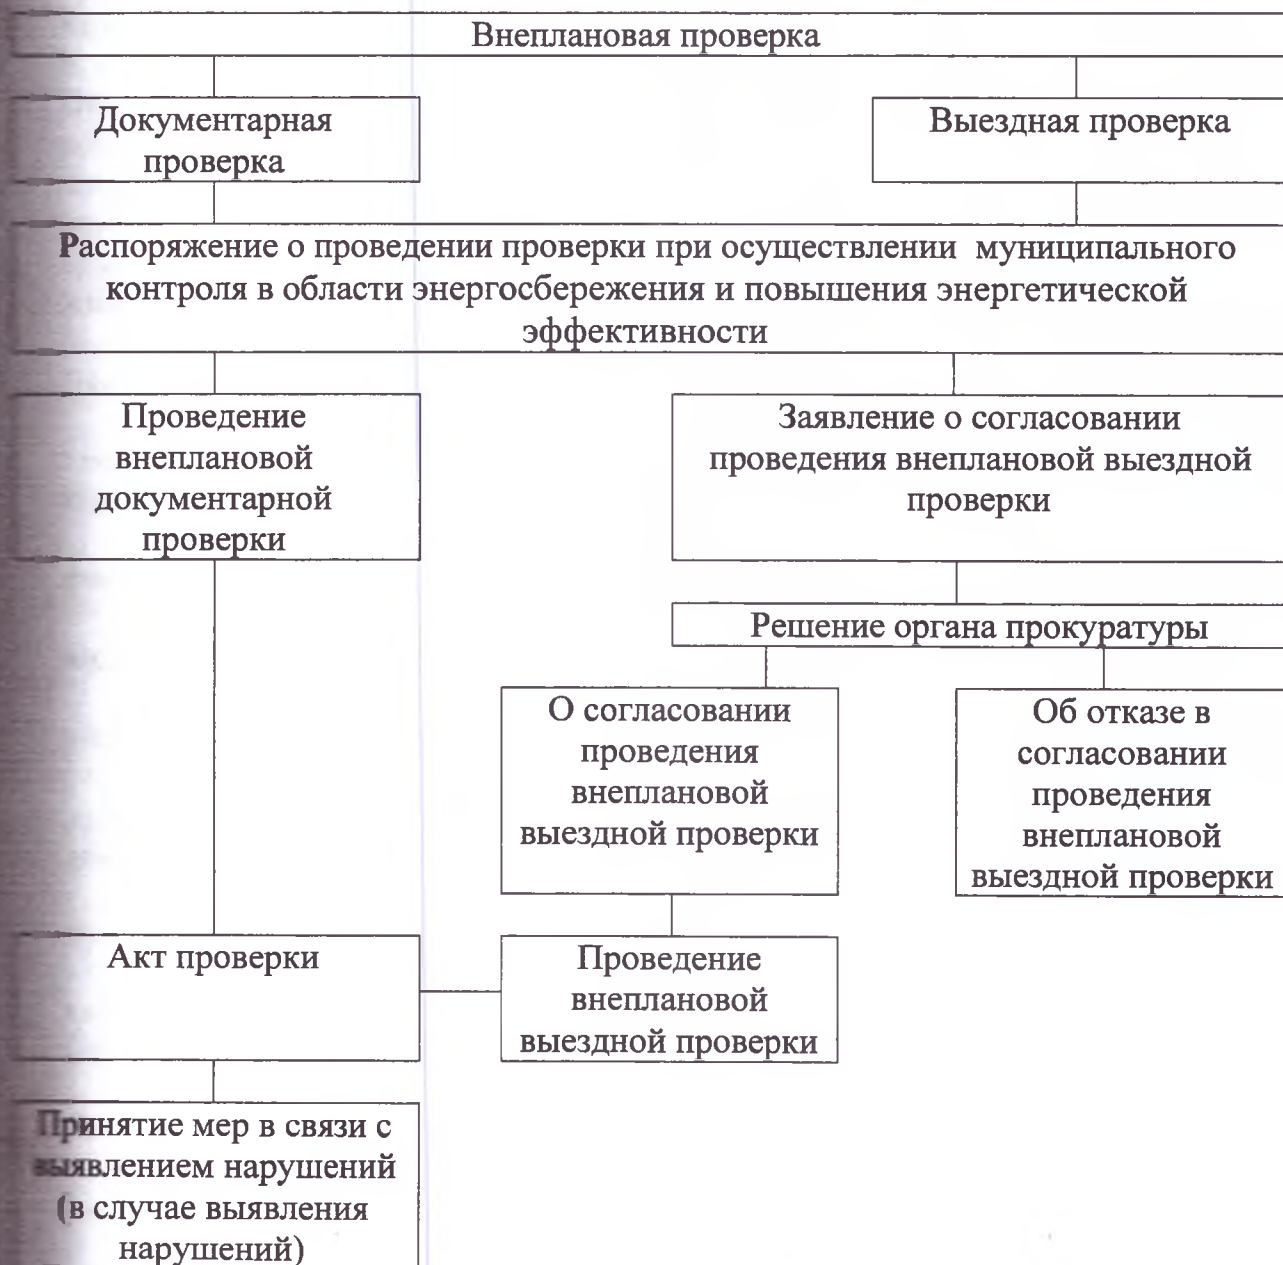 Внеплановая проверка
Документарная
проверка
Выездная проверка
Распоряжение о проведении проверки при осуществлении муниципального
контроля в области энергосбережения и повышения энергетической
эффективности
Проведение
внеплановой
документарной
проверки
Заявление о согласовании
проведения внеплановой выездной
проверки
Решение органа прокуратуры
О согласовании
проведения
внеплановой
выездной проверки
Об отказе в
согласовании
проведения
внеплановой
выездной проверки
Акт проверки
Проведение
внеплановой
выездной проверки
Принятие мер в связи с
выявлением нарушений
(в случае выявления
нарушений)